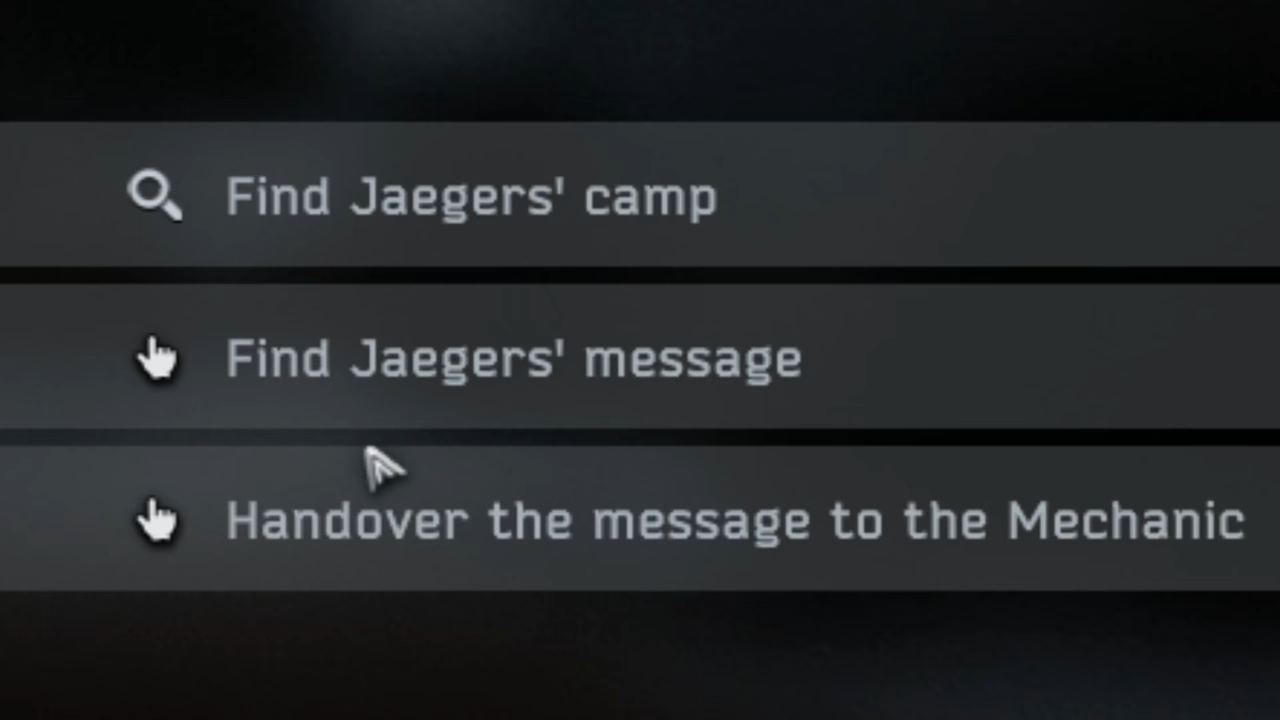 Find Jaegers' camp
Find Jaegers' message
Handover the message to the Mechanic